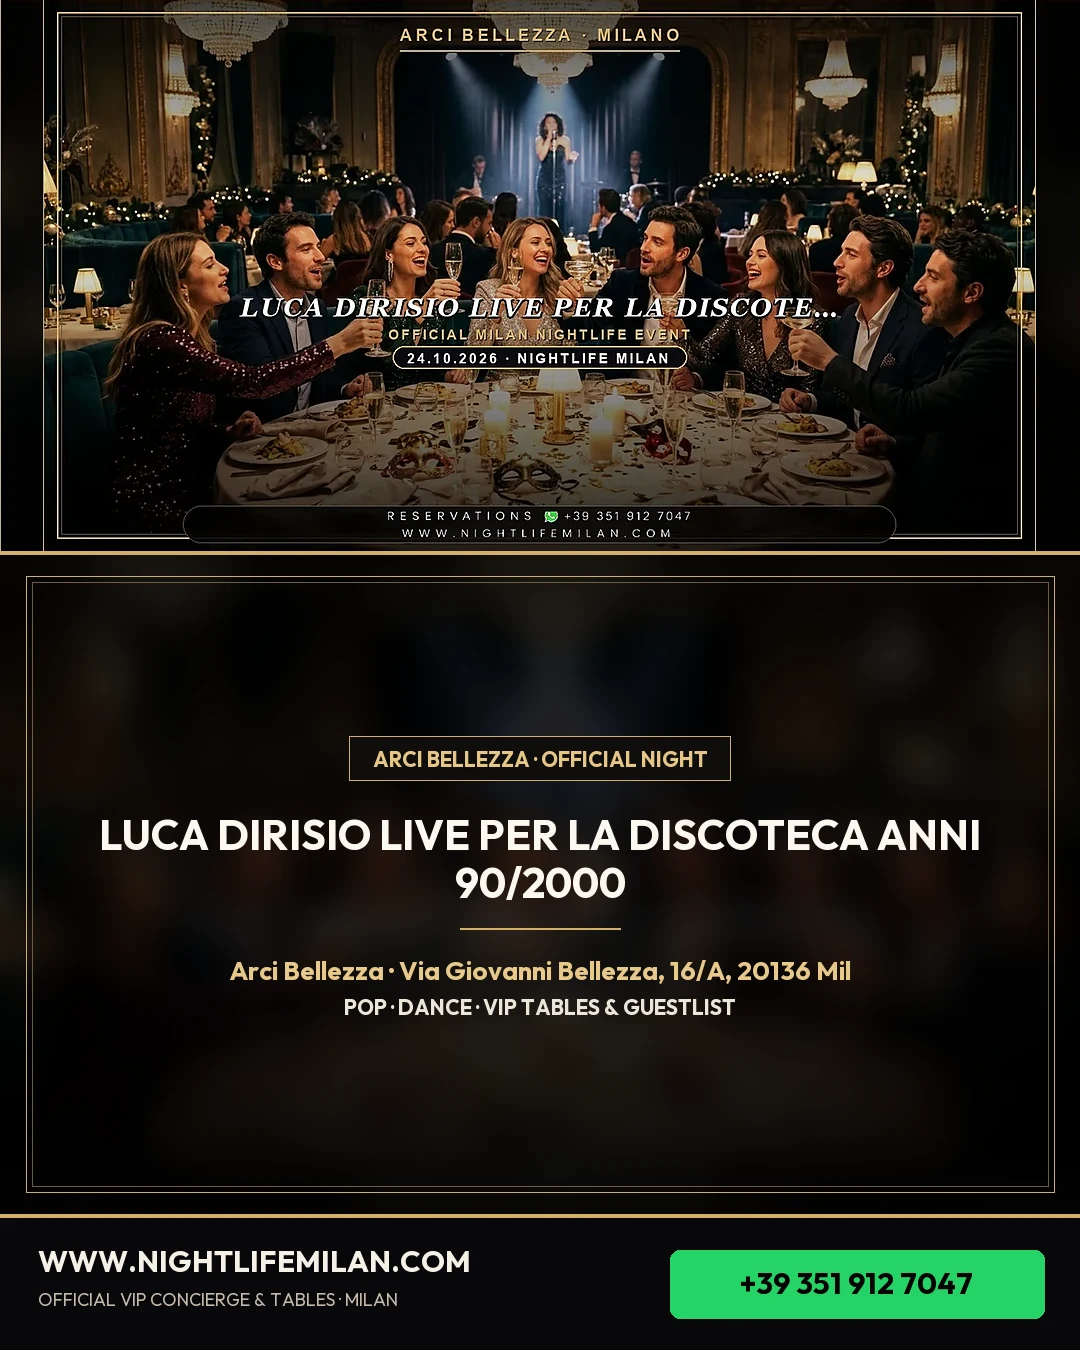 ARCI BELLEZZA · MILANO
LUCA DIRISIO LIVE PER LA DISCOTE...
OFFICIAL MILAN NIGHTLIFE EVENT
24.10.2026 · NIGHTLIFE MILAN
RESERVATIONS +39 351 912 7047
WWW.NIGHTLIFEMILAN.COM
ARCI BELLEZZA · OFFICIAL NIGHT
LUCA DIRISIO LIVE PER LA DISCOTECA ANNI
90/2000
Arci Bellezza · Via Giovanni Bellezza, 16/A, 20136 Mil
POP · DANCE · VIP TABLES & GUESTLIST
WWW.NIGHTLIFEMILAN.COM
OFFICIAL VIP CONCIERGE & TABLES · MILAN
+39 351 912 7047